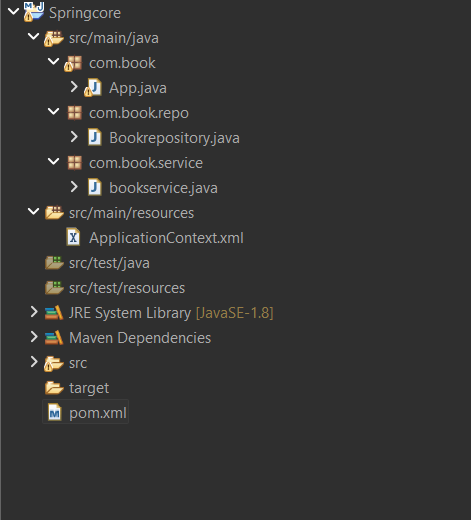 Springcore
src/main/java
com.book
App.java
com.book.repo
Bookrepository.java
com.book.service
bookservice.java
src/main/resources
ApplicationContext.xml
src/test/java
src/test/resources
JRE System Library [JavaSE-1.8]
Maven Dependencies
src
target
pom.xml